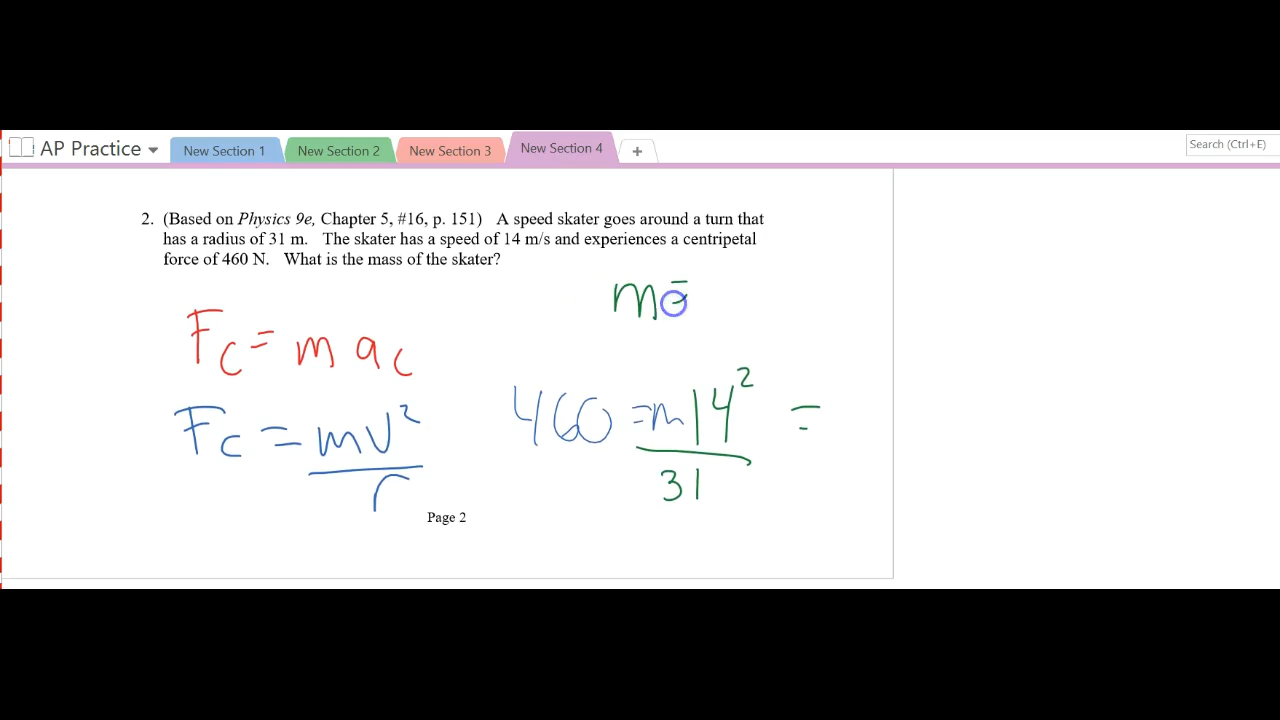 AP Practice New Section 1 New Section 2 New Section 3 New Section 4 + Search (Ctrl+E)
2. (Based on Physics 9e, Chapter 5, #16, p. 151) A speed skater goes around a turn that
has a radius of 31 m. The skater has a speed of 14 m/s and experiences a centripetal
force of 460 N. What is the mass of the skater?
m =
Fc = m ac
Fc = mv²
r
460 = m14² =
31
Page 2